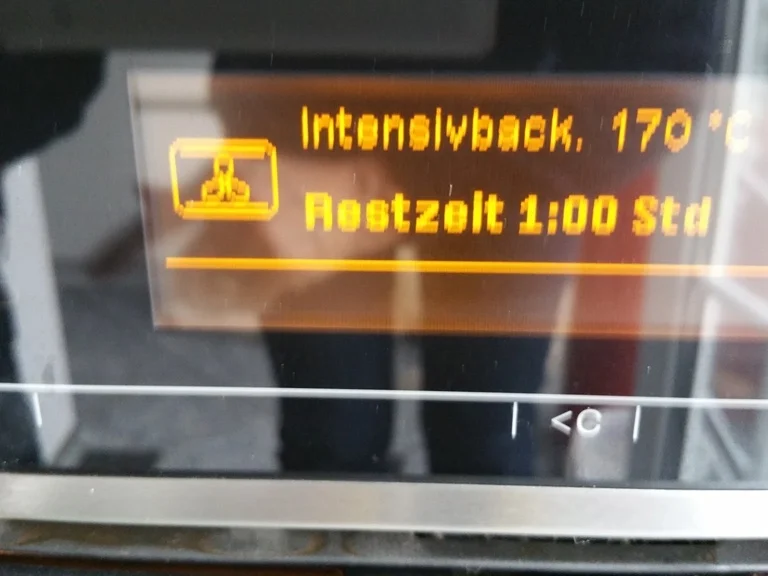 Intensivback. 170 °C
Restzeit 1:00 Std
<C